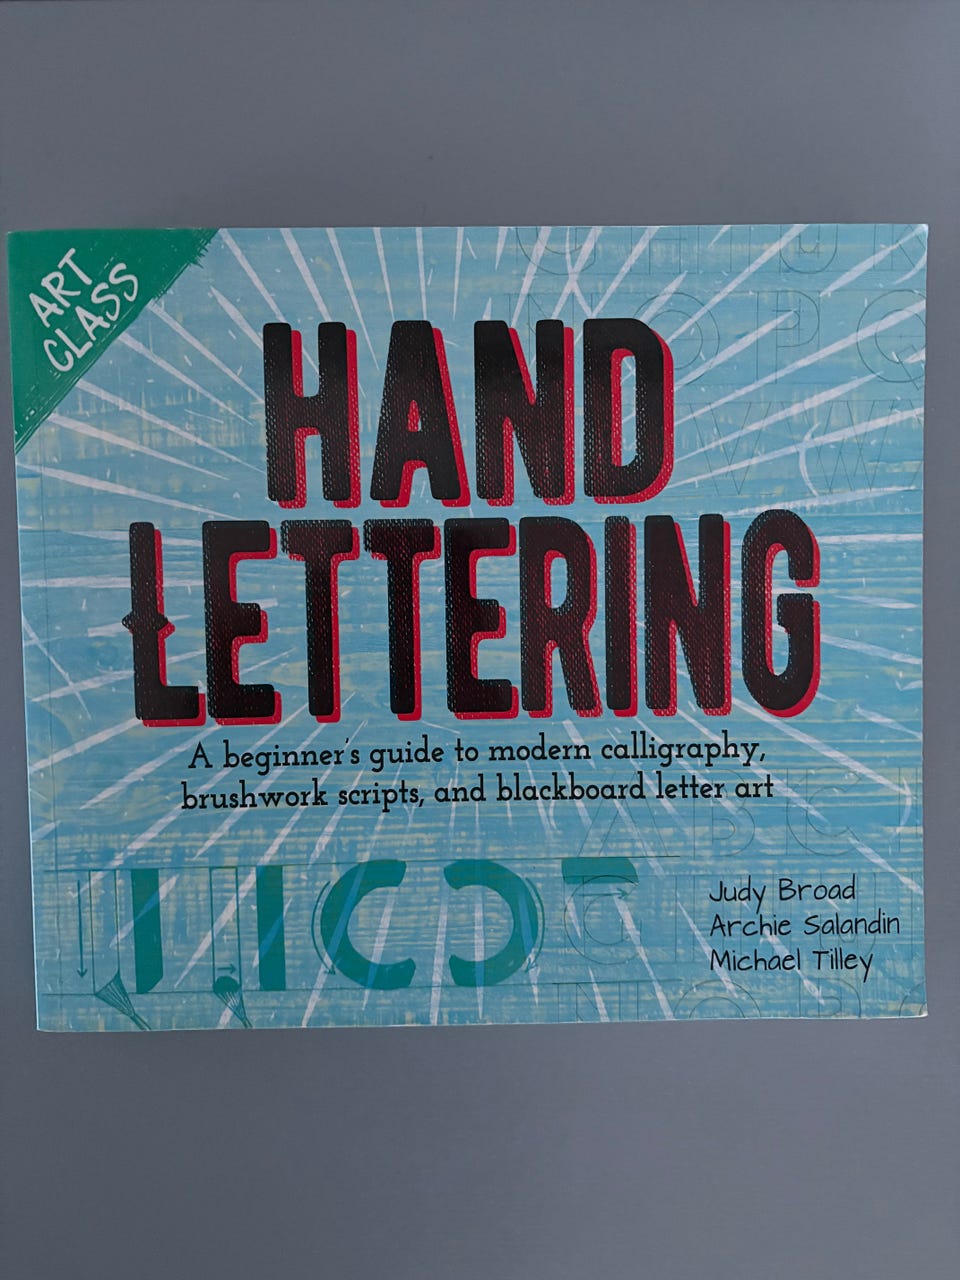 ART
CLASS
HAND
LETTERING
A beginner's guide to modern calligraphy,
brushwork scripts, and blackboard letter art
Judy Broad
Archie Salandin
Michael Tilley